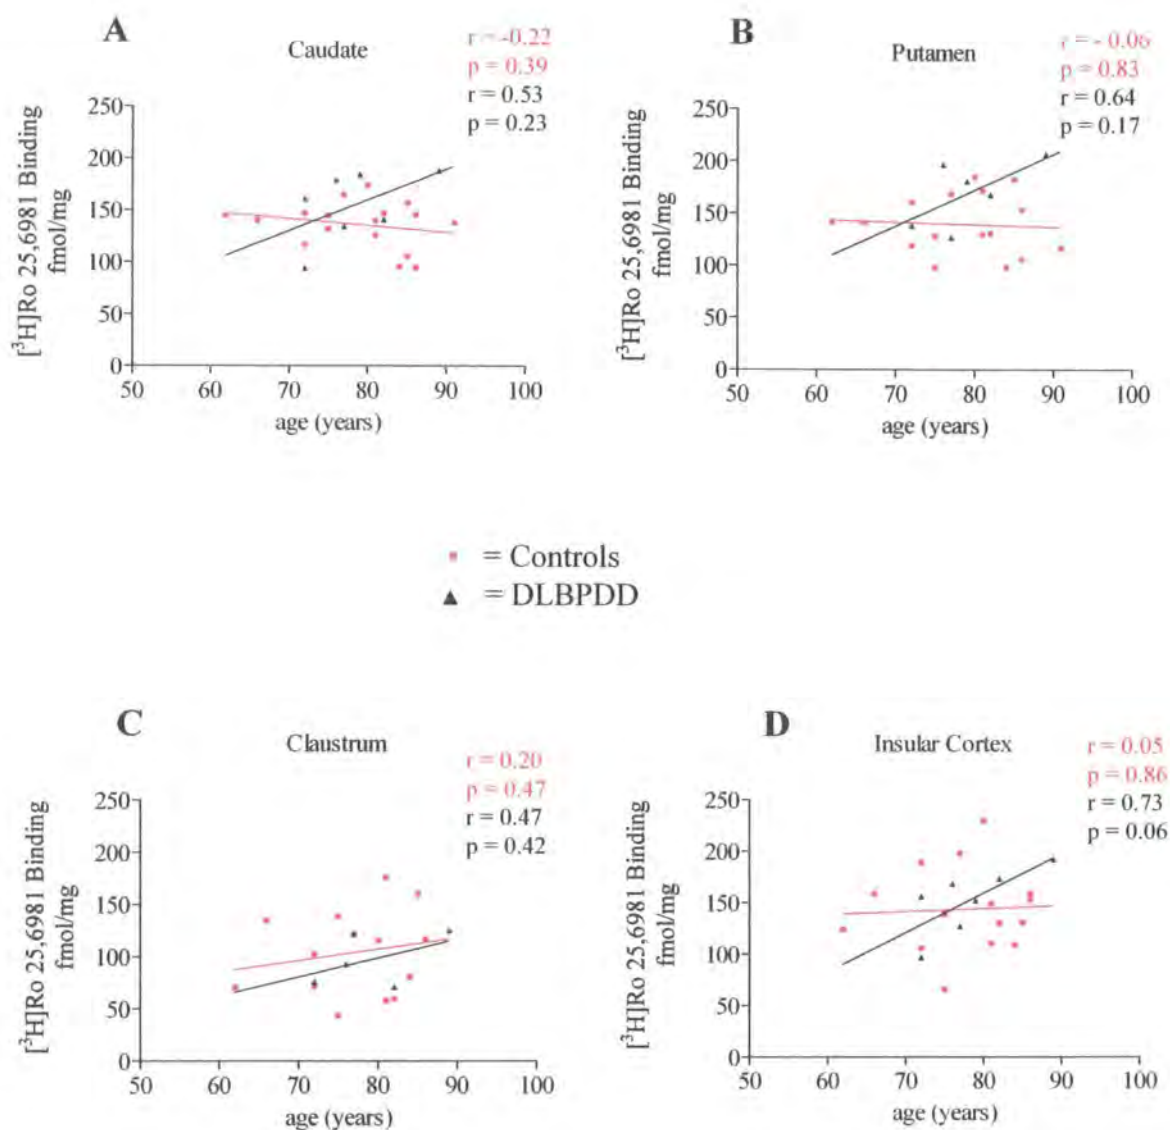 A
Caudate
r = -0.22
p = 0.39
r = 0.53
p = 0.23
[³H]Ro 25,6981 Binding
fmol/mg
250
200
150
100
50
0
50 60 70 80 90 100
age (years)
B
Putamen
r = - 0.06
p = 0.83
r = 0.64
p = 0.17
[³H]Ro 25,6981 Binding
fmol/mg
250
200
150
100
50
0
50 60 70 80 90 100
age (years)
= Controls
= DLBPDD
C
Claustrum
r = 0.20
p = 0.47
r = 0.47
p = 0.42
[³H]Ro 25,6981 Binding
fmol/mg
250
200
150
100
50
0
50 60 70 80 90 100
age (years)
D
Insular Cortex
r = 0.05
p = 0.86
r = 0.73
p = 0.06
[³H]Ro 25,6981 Binding
fmol/mg
250
200
150
100
50
0
50 60 70 80 90 100
age (years)